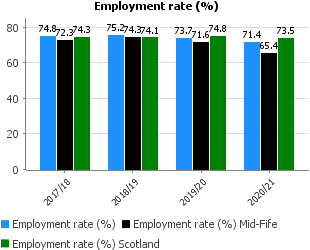 Employment rate (%)
80
60
40
20
0
74.8 72.3 74.3 75.2 74.3 74.1 73.7 71.6 74.8 71.4 65.4 73.5
2017/18 2018/19 2019/20 2020/21
Employment rate (%) Employment rate (%) Mid-Fife
Employment rate (%) Scotland